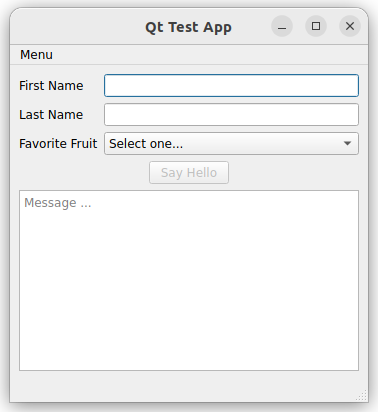 Qt Test App
Menu
First Name
Last Name
Favorite Fruit Select one...
Say Hello
Message ...